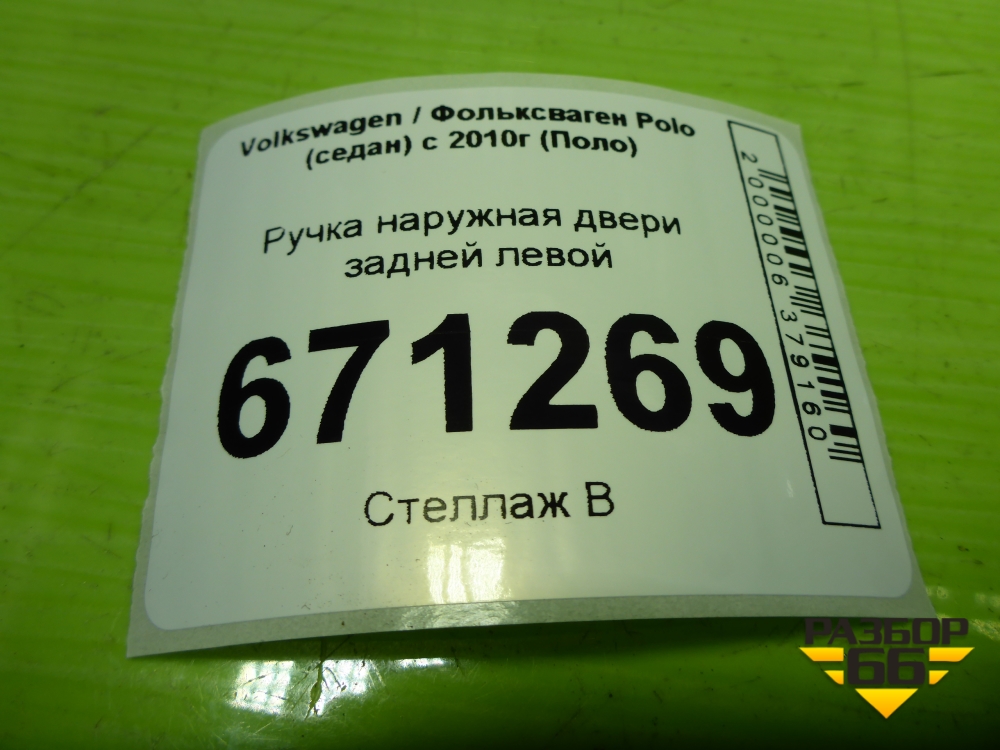 Volkswagen / Фольксваген Polo
(седан) с 2010г (Поло)
Ручка наружная двери
задней левой
671269
Стеллаж В
2000006379160
РАЗБОР
66